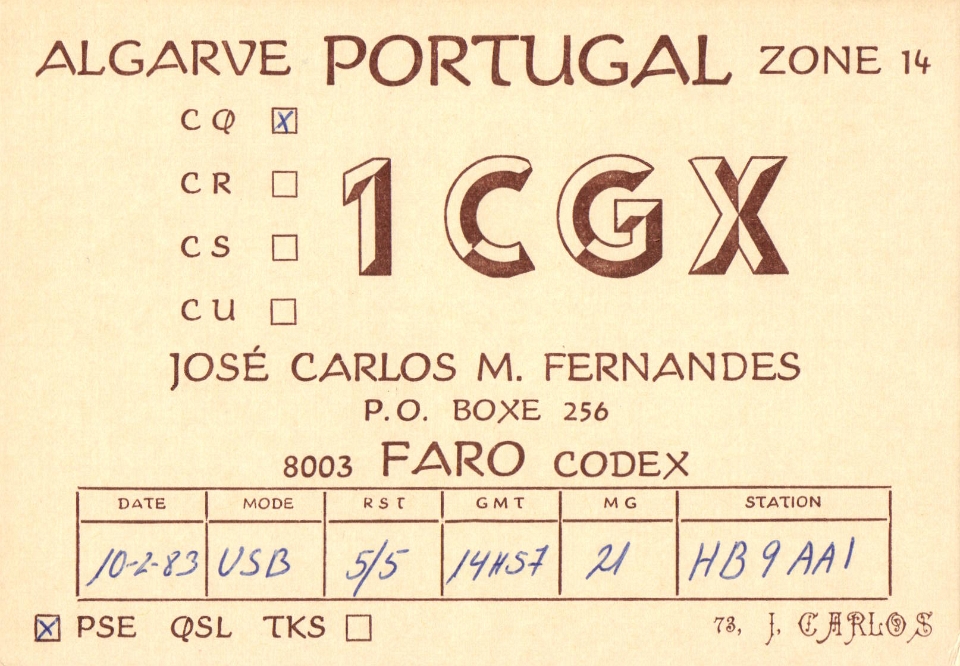 ALGARVE PORTUGAL ZONE 14
CQ X
CR
CS
CU
1CGX
JOSÉ CARLOS M. FERNANDES
P.O. BOXE 256
8003 FARO CODEX
DATE MODE RST GMT MG STATION
10-2-83 USB 5/5 14H57 21 HB9AAI
X PSE QSL TKS
73, J. CARLOS